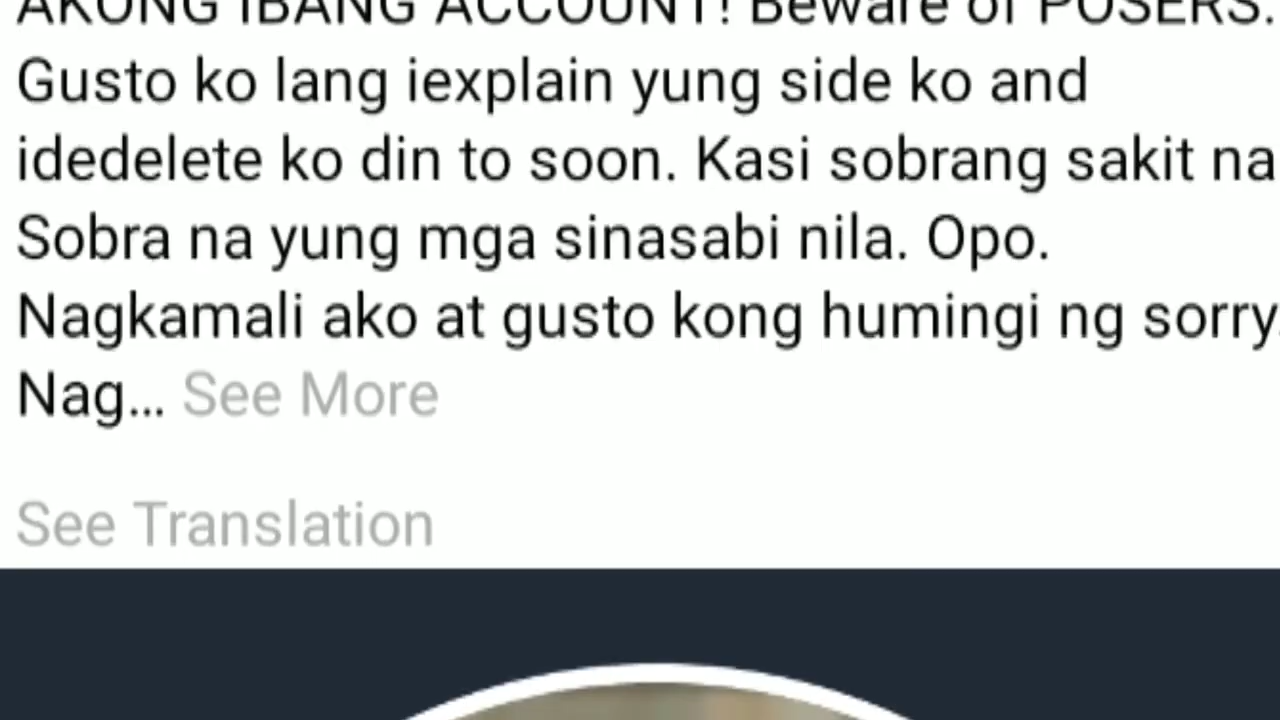 AKONG IBANG ACCOUNT! Beware of POSERS.
Gusto ko lang iexplain yung side ko and
idedelete ko din to soon. Kasi sobrang sakit na
Sobra na yung mga sinasabi nila. Opo.
Nagkamali ako at gusto kong humingi ng sorry.
Nag... See More
See Translation